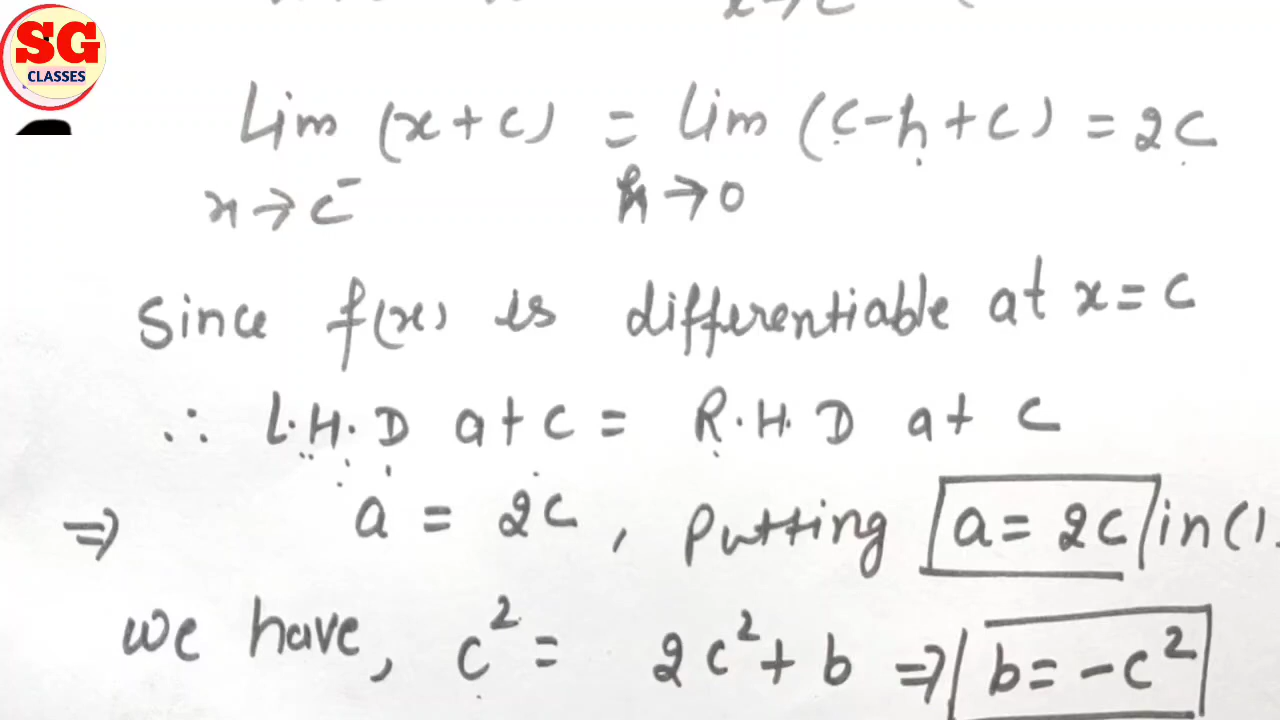 SG
CLASSES
x→c
Lim (x+c) = Lim (c-h+c) = 2c
x→c⁻ h→0
Since f(x) is differentiable at x=c
∴ L.H.D at c = R.H.D at c
⇒ a = 2c, putting a = 2c in (1.
we have, c² = 2c² + b ⇒ b = -c²